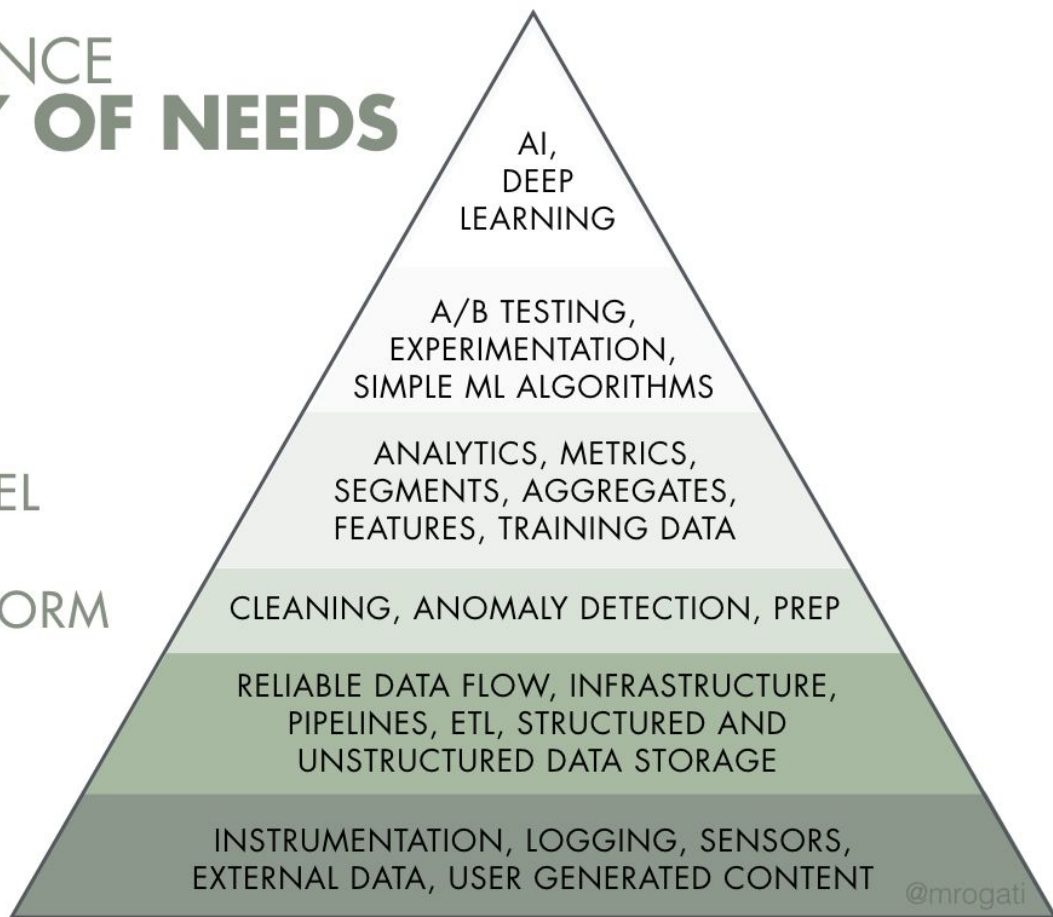 NCE
Y OF NEEDS
AI,
DEEP
LEARNING
A/B TESTING,
EXPERIMENTATION,
SIMPLE ML ALGORITHMS
ANALYTICS, METRICS,
SEGMENTS, AGGREGATES,
FEATURES, TRAINING DATA
EL
CLEANING, ANOMALY DETECTION, PREP
ORM
RELIABLE DATA FLOW, INFRASTRUCTURE,
PIPELINES, ETL, STRUCTURED AND
UNSTRUCTURED DATA STORAGE
INSTRUMENTATION, LOGGING, SENSORS,
EXTERNAL DATA, USER GENERATED CONTENT
@mrogati